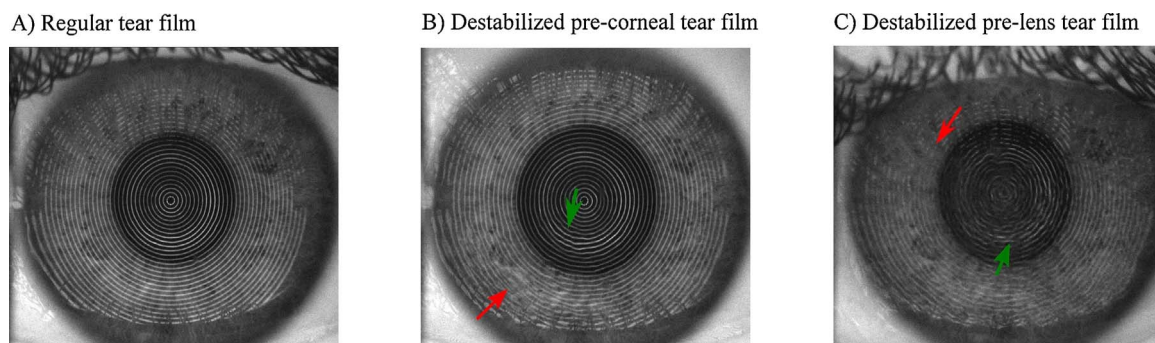 A) Regular tear film
B) Destabilized pre-corneal tear film
C) Destabilized pre-lens tear film